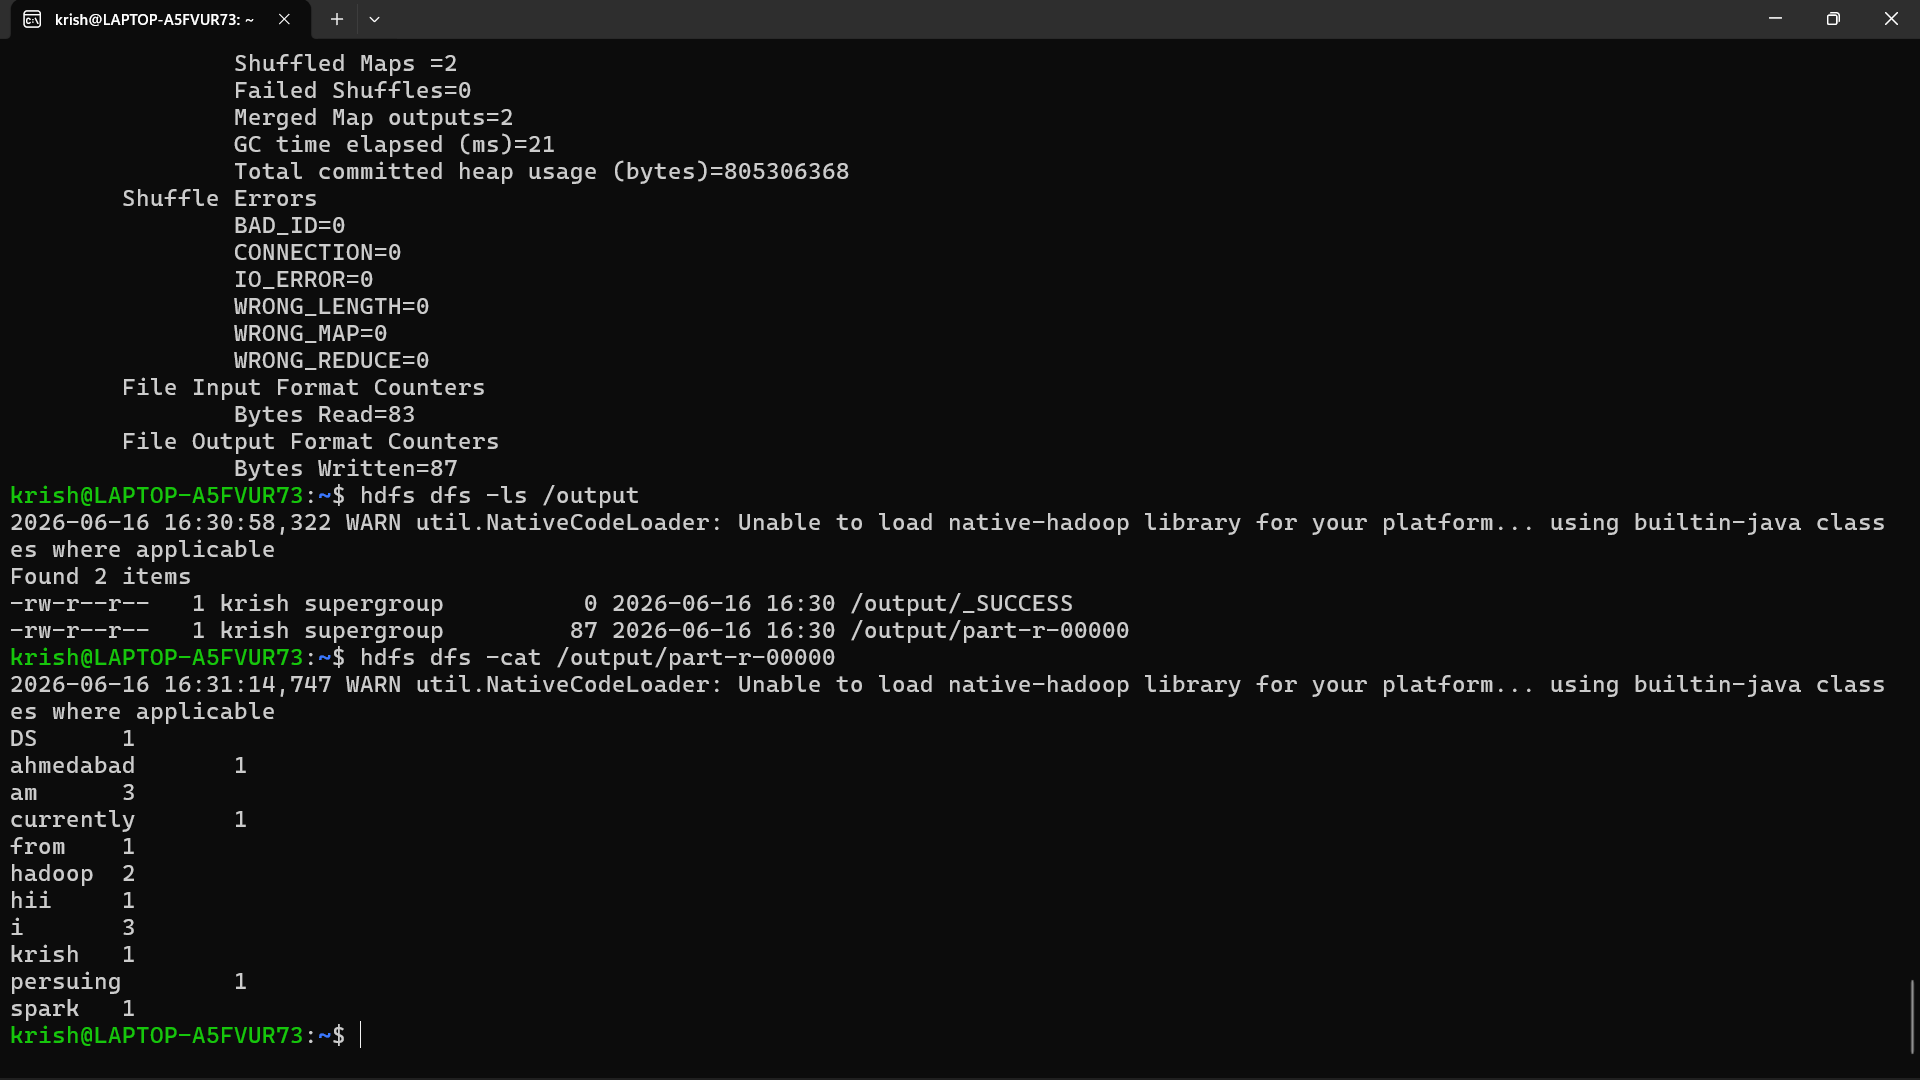 krish@LAPTOP-A5FVUR73: ~
Shuffled Maps =2
Failed Shuffles=0
Merged Map outputs=2
GC time elapsed (ms)=21
Total committed heap usage (bytes)=805306368
Shuffle Errors
BAD_ID=0
CONNECTION=0
IO_ERROR=0
WRONG_LENGTH=0
WRONG_MAP=0
WRONG_REDUCE=0
File Input Format Counters
Bytes Read=83
File Output Format Counters
Bytes Written=87
krish@LAPTOP-A5FVUR73:~$ hdfs dfs -ls /output
2026-06-16 16:30:58,322 WARN util.NativeCodeLoader: Unable to load native-hadoop library for your platform... using builtin-java class
es where applicable
Found 2 items
-rw-r--r--   1 krish supergroup          0 2026-06-16 16:30 /output/_SUCCESS
-rw-r--r--   1 krish supergroup         87 2026-06-16 16:30 /output/part-r-00000
krish@LAPTOP-A5FVUR73:~$ hdfs dfs -cat /output/part-r-00000
2026-06-16 16:31:14,747 WARN util.NativeCodeLoader: Unable to load native-hadoop library for your platform... using builtin-java class
es where applicable
DS      1
ahmedabad       1
am      3
currently       1
from    1
hadoop  2
hii     1
i       3
krish   1
persuing        1
spark   1
krish@LAPTOP-A5FVUR73:~$